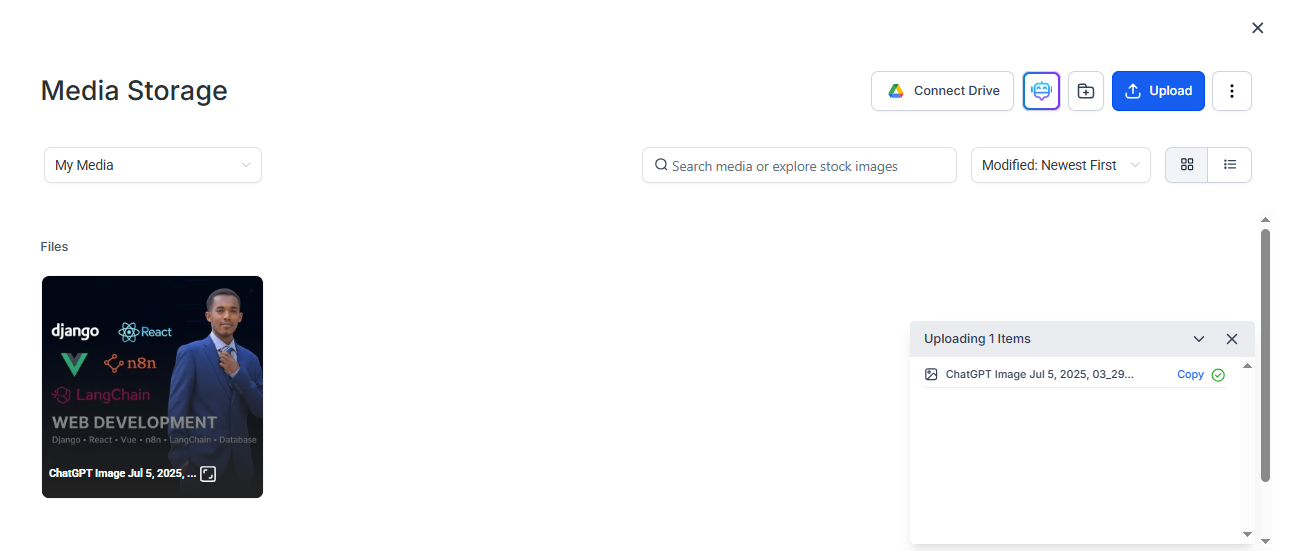 Media Storage
Connect Drive
Upload
My Media
Search media or explore stock images
Modified: Newest First
Files
django
React
n8n
LangChain
WEB DEVELOPMENT
Django • React • Vue • n8n • LangChain • Database
ChatGPT Image Jul 5, 2025, ...
Uploading 1 Items
ChatGPT Image Jul 5, 2025, 03_29...
Copy